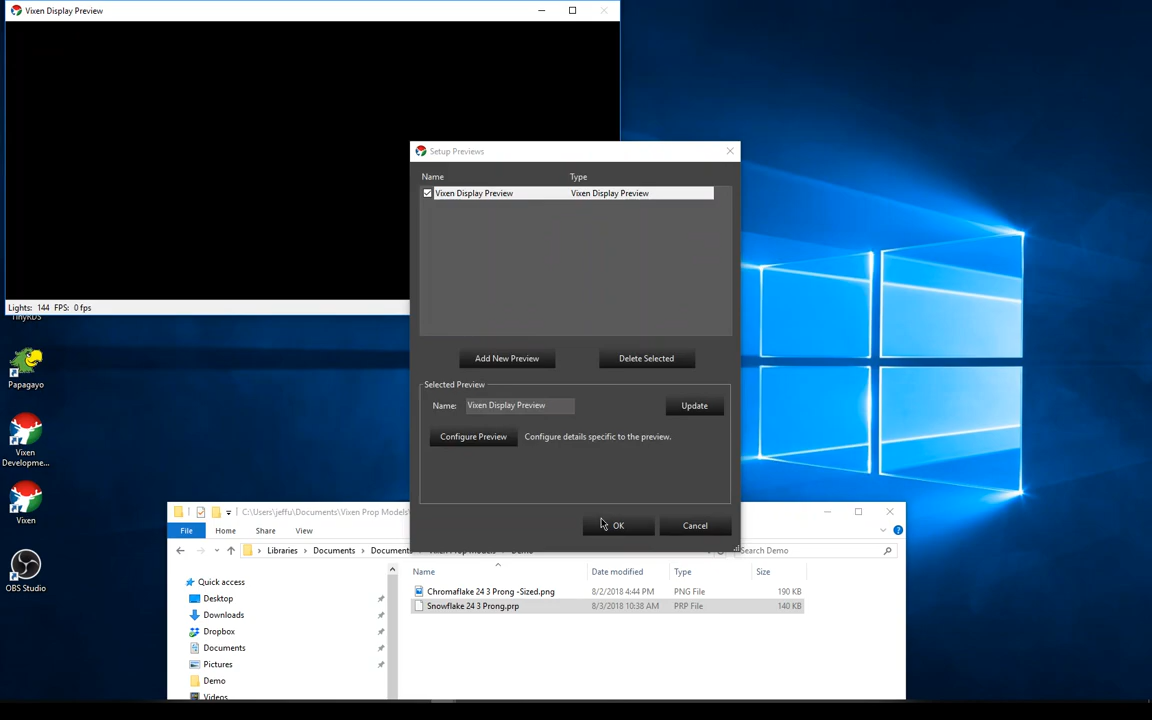 Vixen Display Preview
Setup Previews
Name Type
Vixen Display Preview Vixen Display Preview
Lights: 144 FPS: 0 fps
TinyRDS
Add New Preview Delete Selected
Papagayo
Selected Preview
Name: Vixen Display Preview Update
Configure Preview Configure details specific to the preview.
Vixen
Developme...
C:\Users\jeffu\Documents\Vixen Prop Models\
OK Cancel
Vixen
File Home Share View
Libraries Documents Search Demo
OBS Studio
Name Date modified Type Size
Quick access
Chromaflake 24 3 Prong -Sized.png 8/2/2018 4:44 PM PNG File 190 KB
Desktop
Snowflake 24 3 Prong.prp 8/3/2018 10:38 AM PRP File 140 KB
Downloads
Dropbox
Documents
Pictures
Demo
Videos